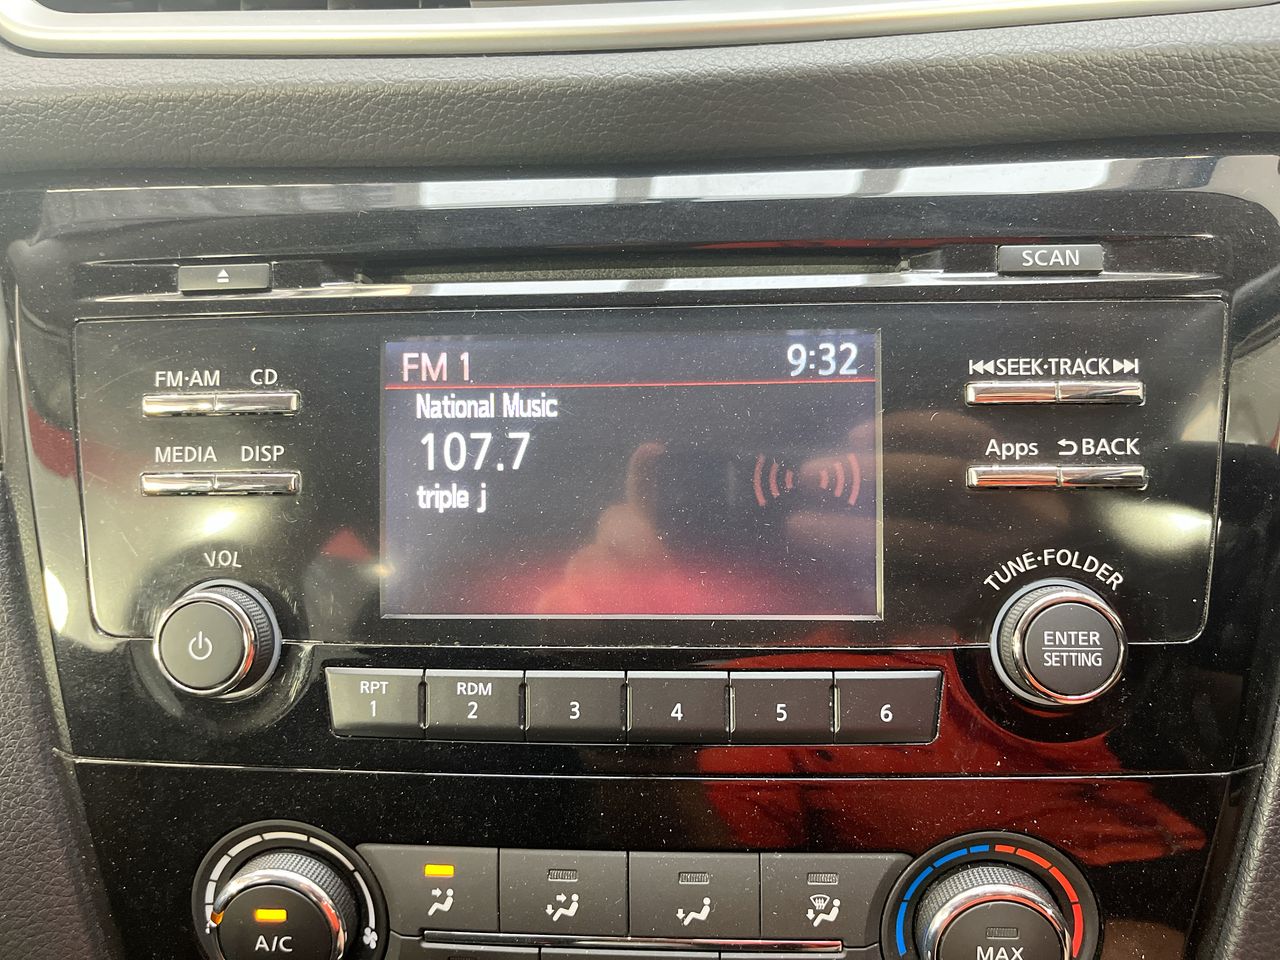 SCAN
FM·AM CD
FM 1 9:32
SEEK·TRACK
National Music
107.7
triple j
MEDIA DISP
Apps BACK
VOL
TUNE·FOLDER
ENTER
SETTING
RPT
1
RDM
2
3
4
5
6
A/C
MAX